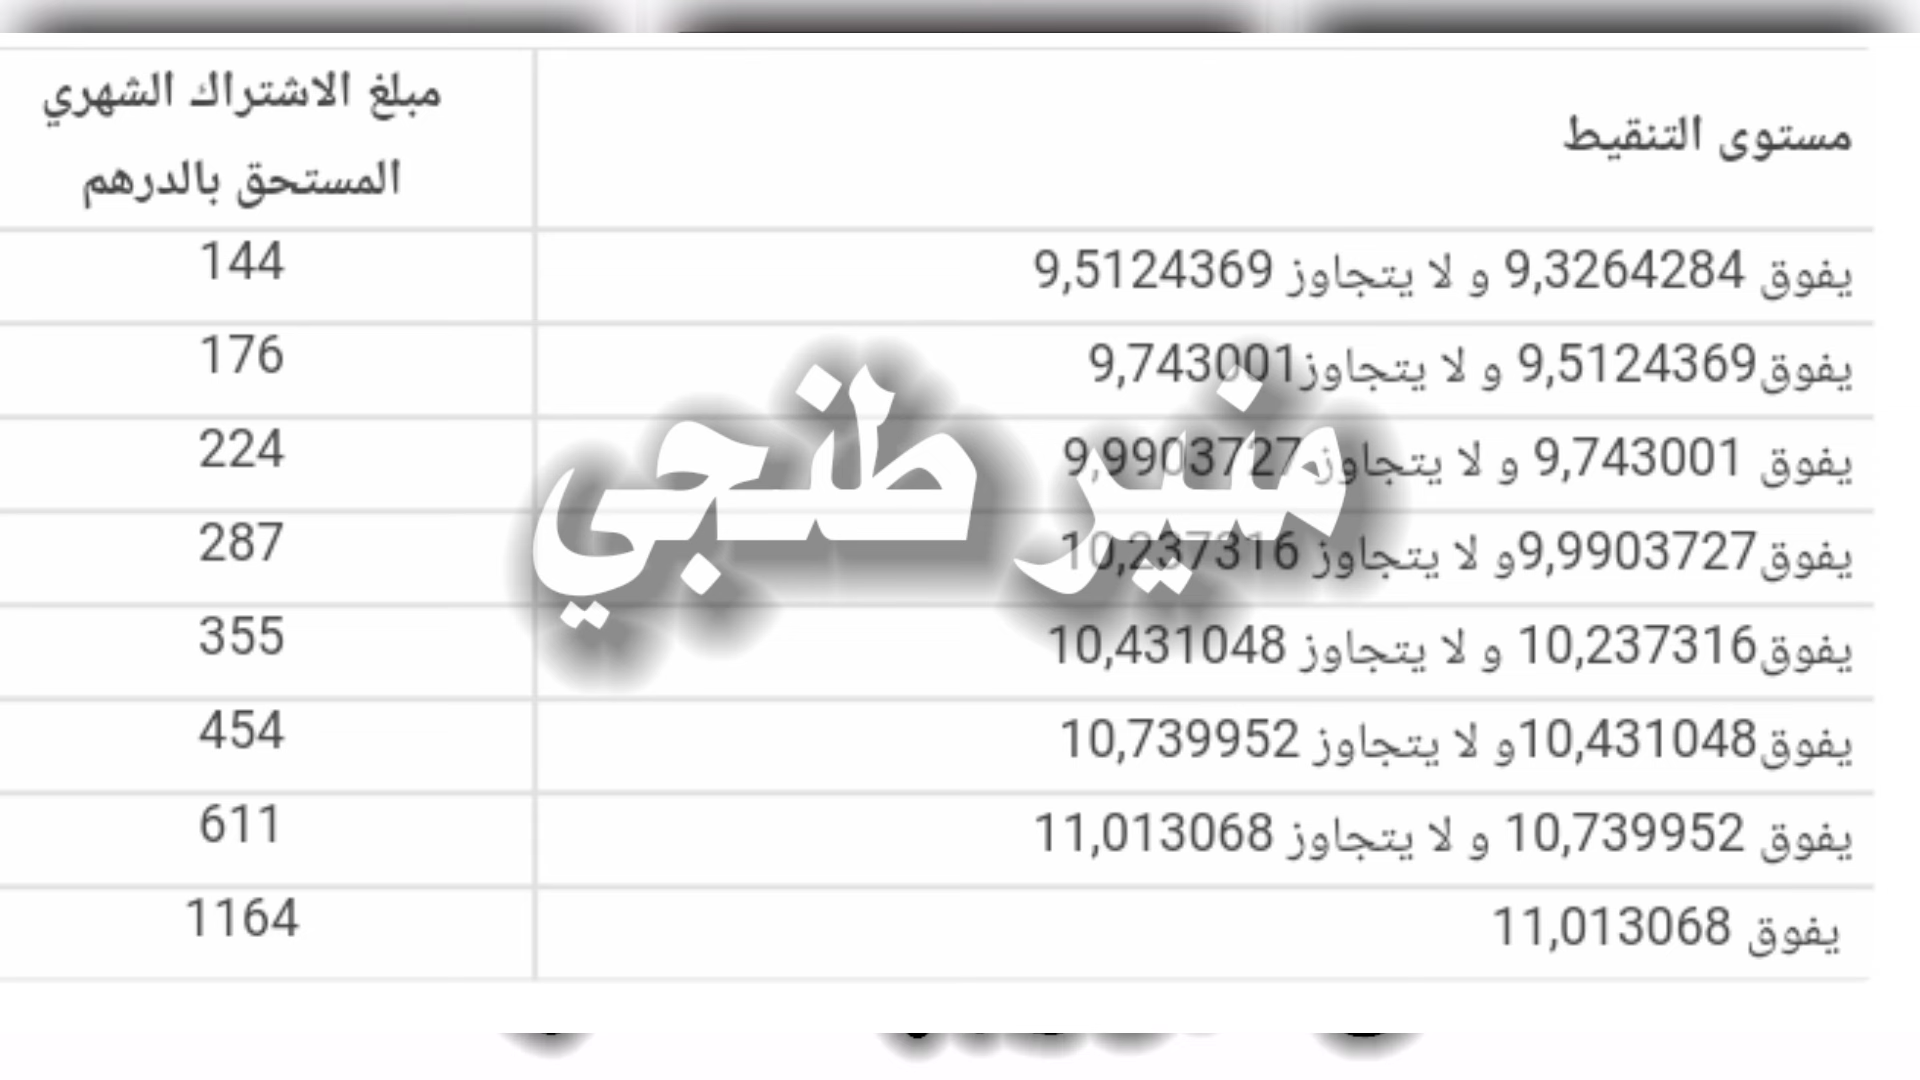 مستوى التنقيط
مبلغ الاشتراك الشهري
المستحق بالدرهم
يفوق 9,3264284 و لا يتجاوز 9,5124369
144
يفوق9,5124369 و لا يتجاوز9,743001
176
يفوق 9,743001 و لا يتجاوز 9,9903727
224
يفوق9,9903727و لا يتجاوز 10,237316
287
يفوق10,237316 و لا يتجاوز 10,431048
355
يفوق10,431048و لا يتجاوز 10,739952
454
يفوق 10,739952 و لا يتجاوز 11,013068
611
يفوق 11,013068
1164
منير طنجي